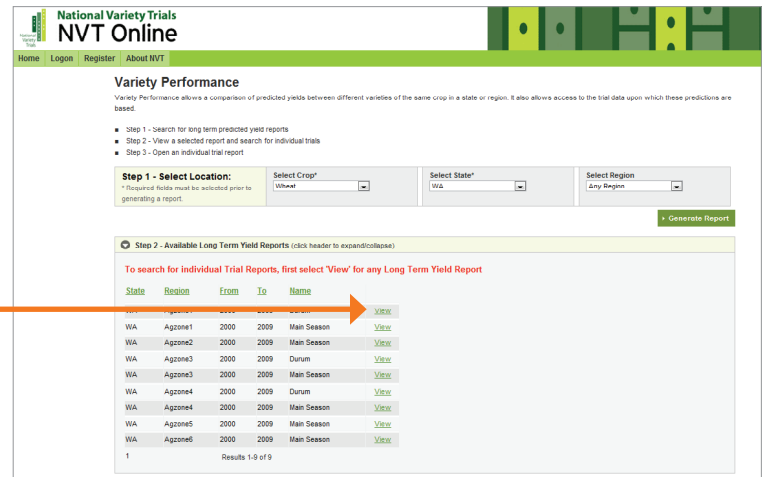 National Variety Trials
National Variety Trials NVT Online
Home Logon Register About NVT
Variety Performance
Variety Performance allows a comparison of predicted yields between different varieties of the same crop in a state or region. It also allows access to the trial data upon which these predictions are
based.
Step 1 - Search for long term predicted yield reports
Step 2 - View a selected report and search for individual trials
Step 3 - Open an individual trial report
Step 1 - Select Location: Select Crop* Select State* Select Region
* Required fields must be selected prior to Wheat WA Any Region
generating a report.
Generate Report
Step 2 - Available Long Term Yield Reports (click header to expand/collapse)
To search for individual Trial Reports, first select 'View' for any Long Term Yield Report
State Region From To Name
WA Agzone1 2000 2009 Durum View
WA Agzone1 2000 2009 Main Season View
WA Agzone2 2000 2009 Main Season View
WA Agzone3 2000 2009 Durum View
WA Agzone3 2000 2009 Main Season View
WA Agzone4 2000 2009 Durum View
WA Agzone4 2000 2009 Main Season View
WA Agzone5 2000 2009 Main Season View
WA Agzone6 2000 2009 Main Season View
1 Results 1-9 of 9